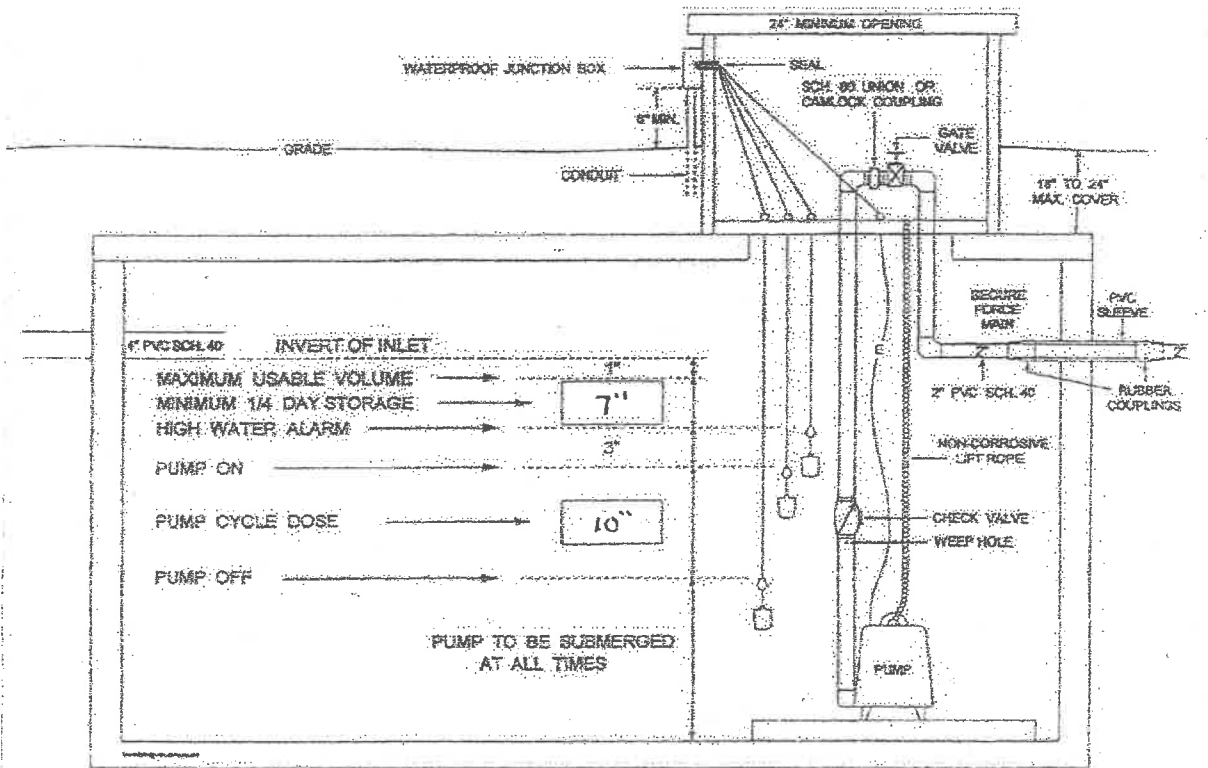 24" MINIMUM OPENING
WATERPROOF JUNCTION BOX
SEAL
SCH. 80 UNION OR
CAMLOCK COUPLING
6" MIN.
GATE
VALVE
GRADE
CONDUIT
18" TO 24"
MAX. COVER
SECURE
FORCE
MAIN
PVC
SLEEVE
4" PVC SCH. 40
INVERT OF INLET
2"
2"
MAXIMUM USABLE VOLUME
MINIMUM 1/4 DAY STORAGE
7"
2" PVC SCH. 40
RUBBER
COUPLINGS
HIGH WATER ALARM
3"
NON-CORROSIVE
LIFT ROPE
PUMP ON
PUMP CYCLE DOSE
10"
CHECK VALVE
WEEP HOLE
PUMP OFF
PUMP TO BE SUBMERGED
AT ALL TIMES
PUMP